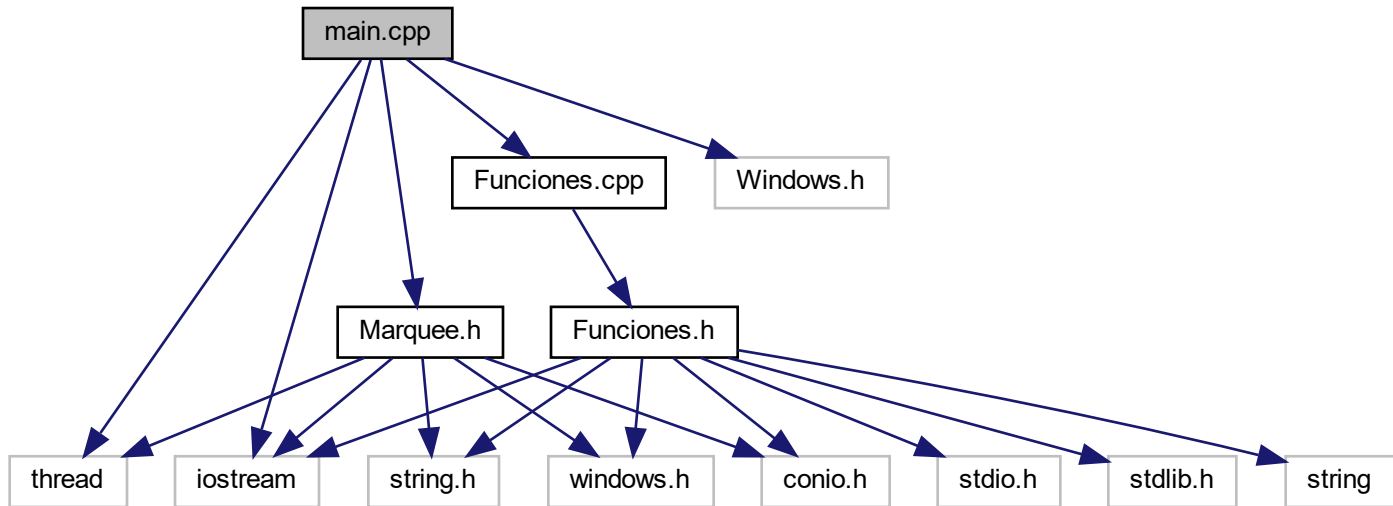 main.cpp
Funciones.cpp
Windows.h
Marquee.h
Funciones.h
thread
iostream
string.h
windows.h
conio.h
stdio.h
stdlib.h
string